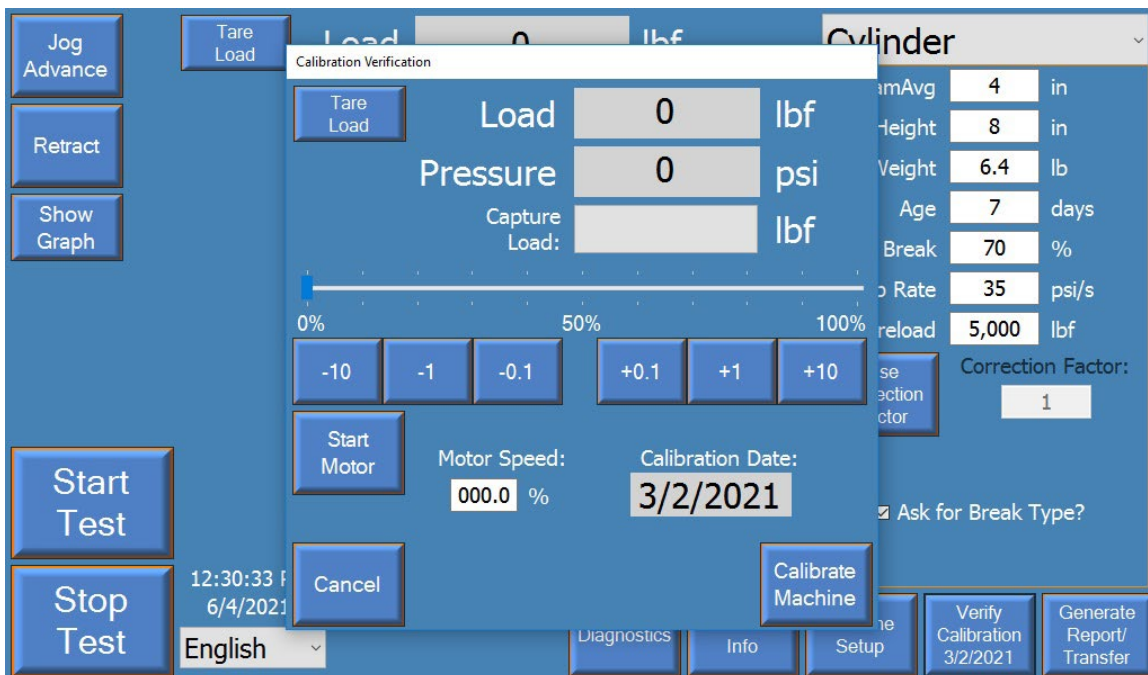 Jog
Advance
Retract
Show
Graph
Start
Test
Stop
Test
Tare
Load
12:30:33
6/4/2021
English
Calibration Verification
Tare
Load
Load 0 lbf
Pressure 0 psi
Capture
Load:
lbf
0% 50% 100%
-10 -1 -0.1 +0.1 +1 +10
Start
Motor
Motor Speed:
000.0 %
Calibration Date:
3/2/2021
Cancel
Calibrate
Machine
Cylinder
4 in
8 in
6.4 lb
Age 7 days
Break 70 %
Rate 35 psi/s
5,000 lbf
Correction Factor:
1
Ask for Break Type?
Diagnostics
Info
Setup
Verify
Calibration
3/2/2021
Generate
Report/
Transfer